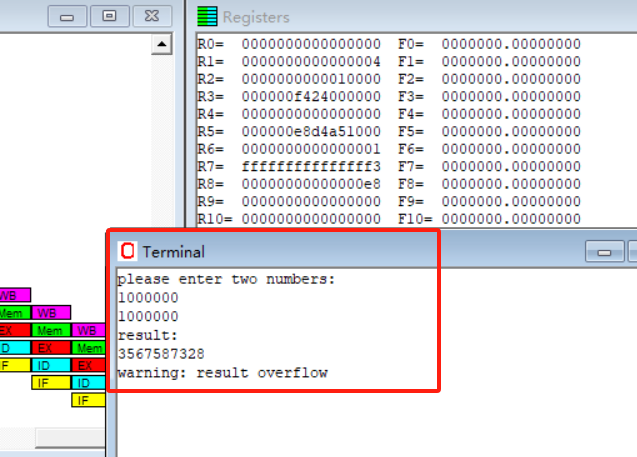 Registers
R0= 0000000000000000 F0= 0000000.00000000
R1= 0000000000000004 F1= 0000000.00000000
R2= 0000000000010000 F2= 0000000.00000000
R3= 000000f424000000 F3= 0000000.00000000
R4= 0000000000000000 F4= 0000000.00000000
R5= 000000e8d4a51000 F5= 0000000.00000000
R6= 0000000000000001 F6= 0000000.00000000
R7= fffffffffffffff3 F7= 0000000.00000000
R8= 00000000000000e8 F8= 0000000.00000000
R9= 0000000000000000 F9= 0000000.00000000
R10= 0000000000000000 F10= 0000000.00000000
Terminal
please enter two numbers:
1000000
1000000
result:
3567587328
warning: result overflow
WB
Mem WB
EX Mem WB
D EX Mem
F ID EX
IF ID
IF